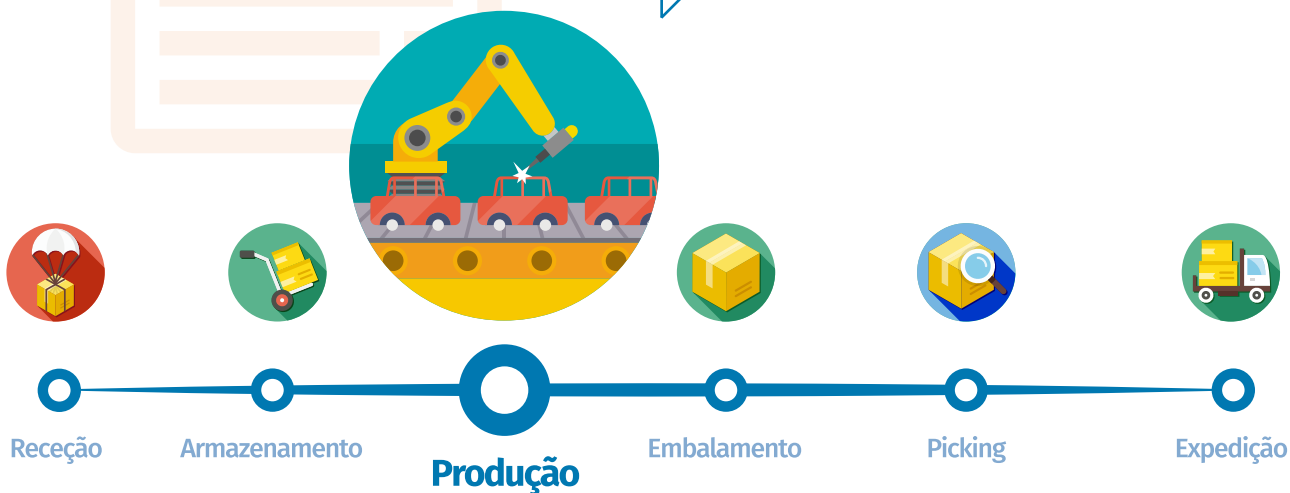 Receção
Armazenamento
Produção
Embalamento
Picking
Expedição